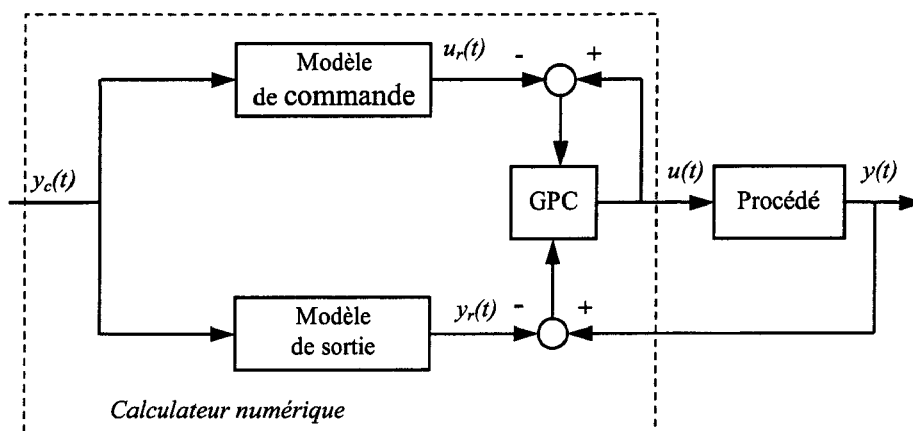 Modèle
de commande
u_r(t)
-
+
y_c(t)
GPC
u(t)
Procédé
y(t)
Modèle
de sortie
y_r(t)
-
+
Calculateur numérique